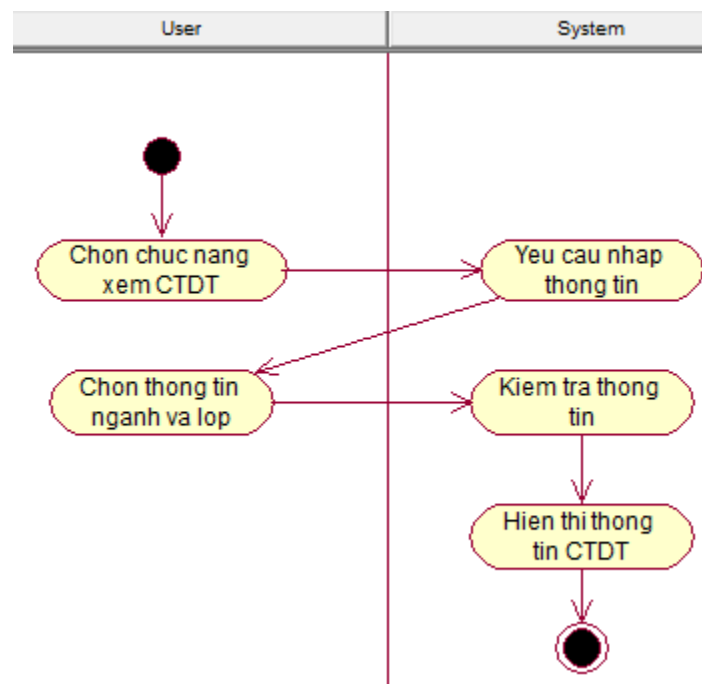 User
System
Chon chuc nang
xem CTDT
Yeu cau nhap
thong tin
Chon thong tin
nganh va lop
Kiem tra thong
tin
Hien thi thong
tin CTDT